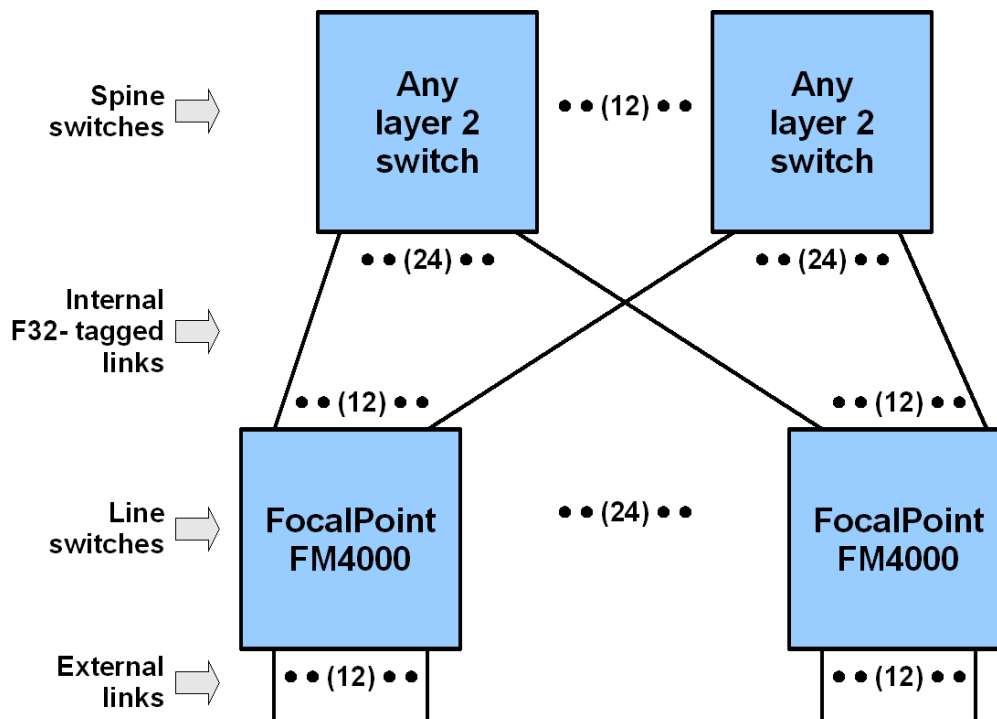 Spine
switches
Any
layer 2
switch
• • (12) • •
Any
layer 2
switch
• • (24) • •
• • (24) • •
Internal
F32- tagged
links
• • (12) • •
• • (12) • •
Line
switches
FocalPoint
FM4000
• • (24) • •
FocalPoint
FM4000
External
links
• • (12) • •
• • (12) • •